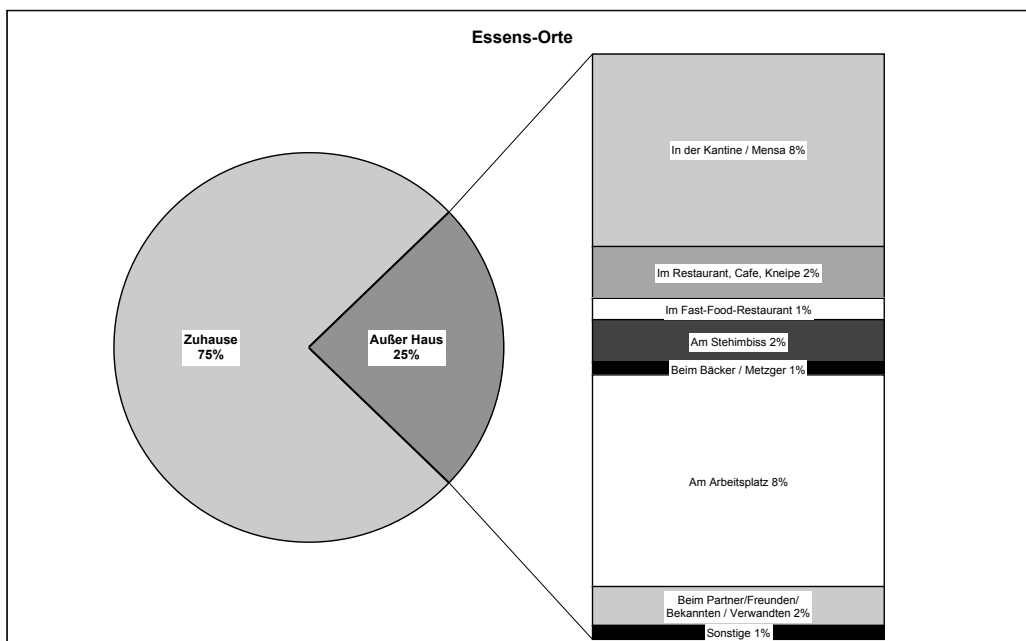 Essens-Orte
Zuhause
75%
Außer Haus
25%
In der Kantine / Mensa 8%
Im Restaurant, Cafe, Kneipe 2%
Im Fast-Food-Restaurant 1%
Am Stehimbiss 2%
Beim Bäcker / Metzger 1%
Am Arbeitsplatz 8%
Beim Partner/Freunden/
Bekannten / Verwandten 2%
Sonstige 1%